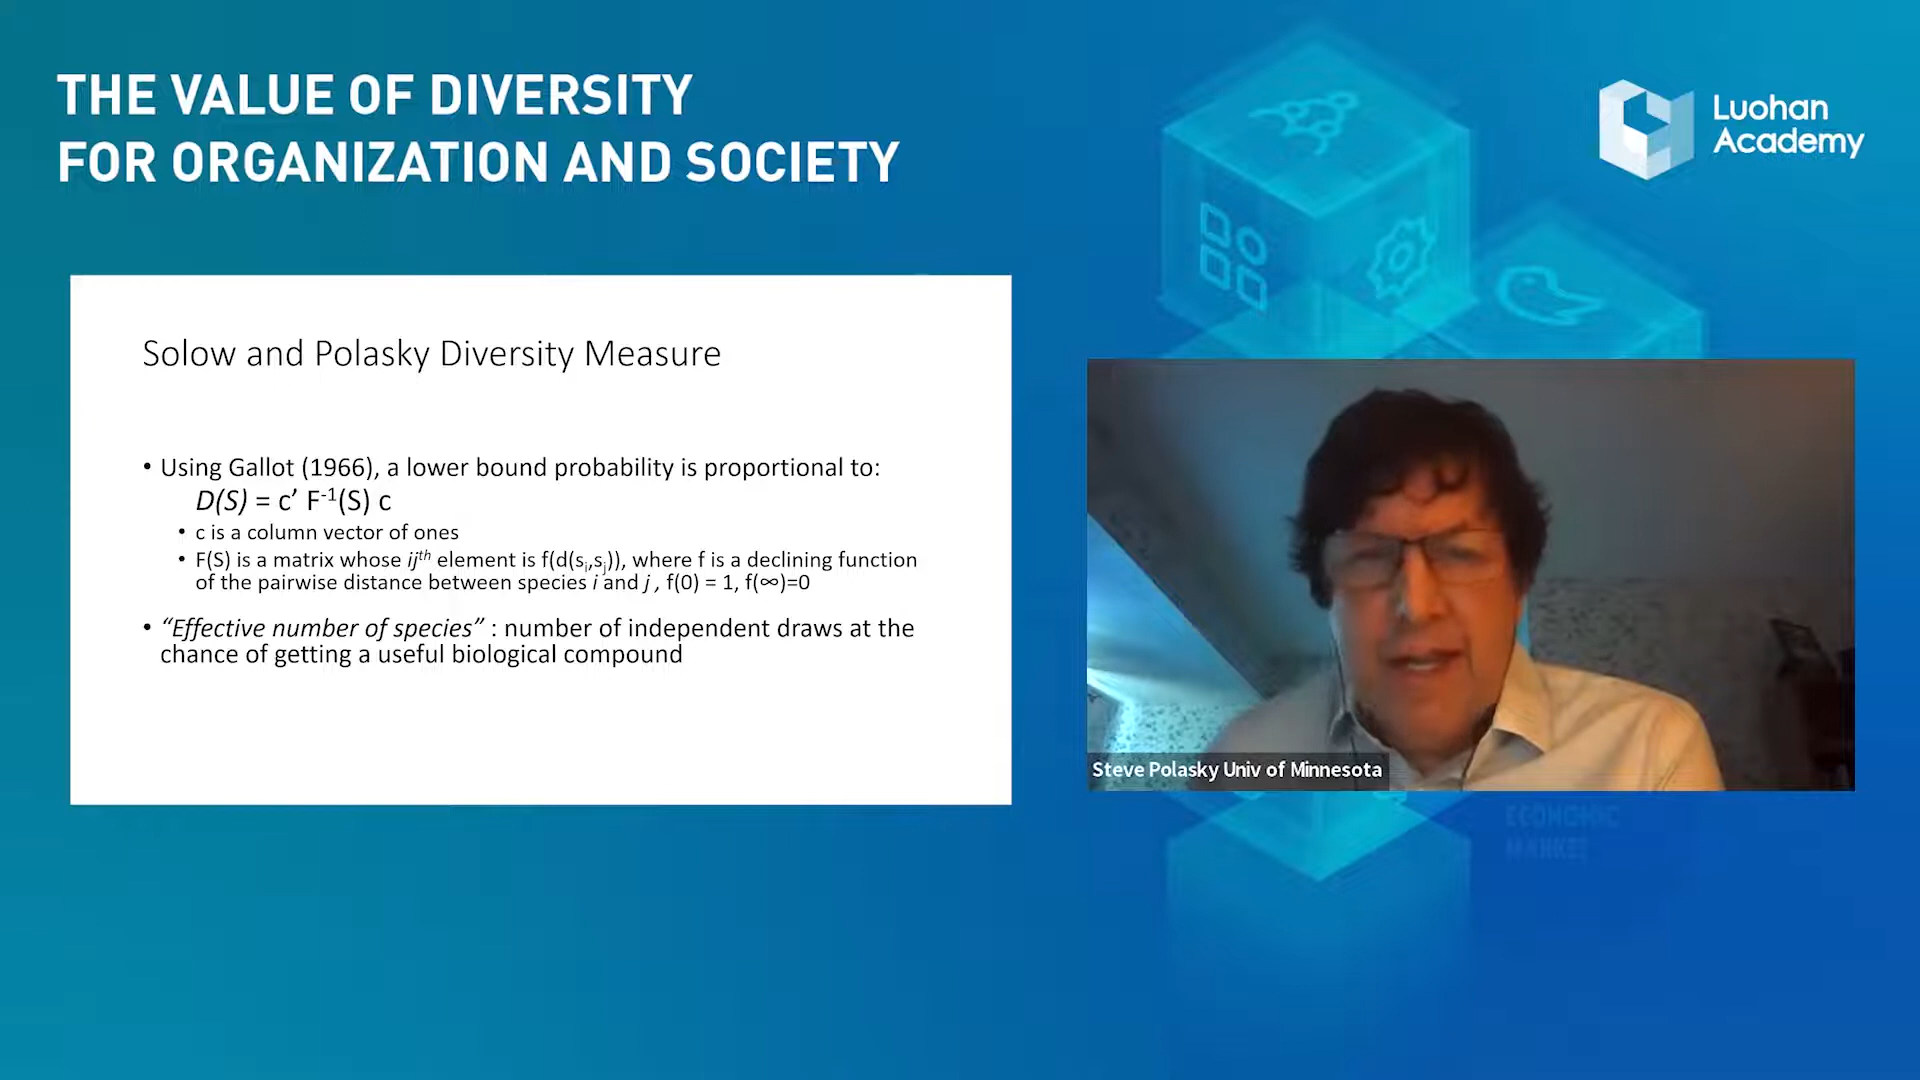 THE VALUE OF DIVERSITY
FOR ORGANIZATION AND SOCIETY
Luohan
Academy
Solow and Polasky Diversity Measure
• Using Gallot (1966), a lower bound probability is proportional to:
D(S) = c’ F⁻¹(S) c
• c is a column vector of ones
• F(S) is a matrix whose ijᵗʰ element is f(d(sᵢ,sⱼ)), where f is a declining function
of the pairwise distance between species i and j , f(0) = 1, f(∞)=0
• “Effective number of species” : number of independent draws at the
chance of getting a useful biological compound
Steve Polasky Univ of Minnesota
ECONOMIC
MARKET